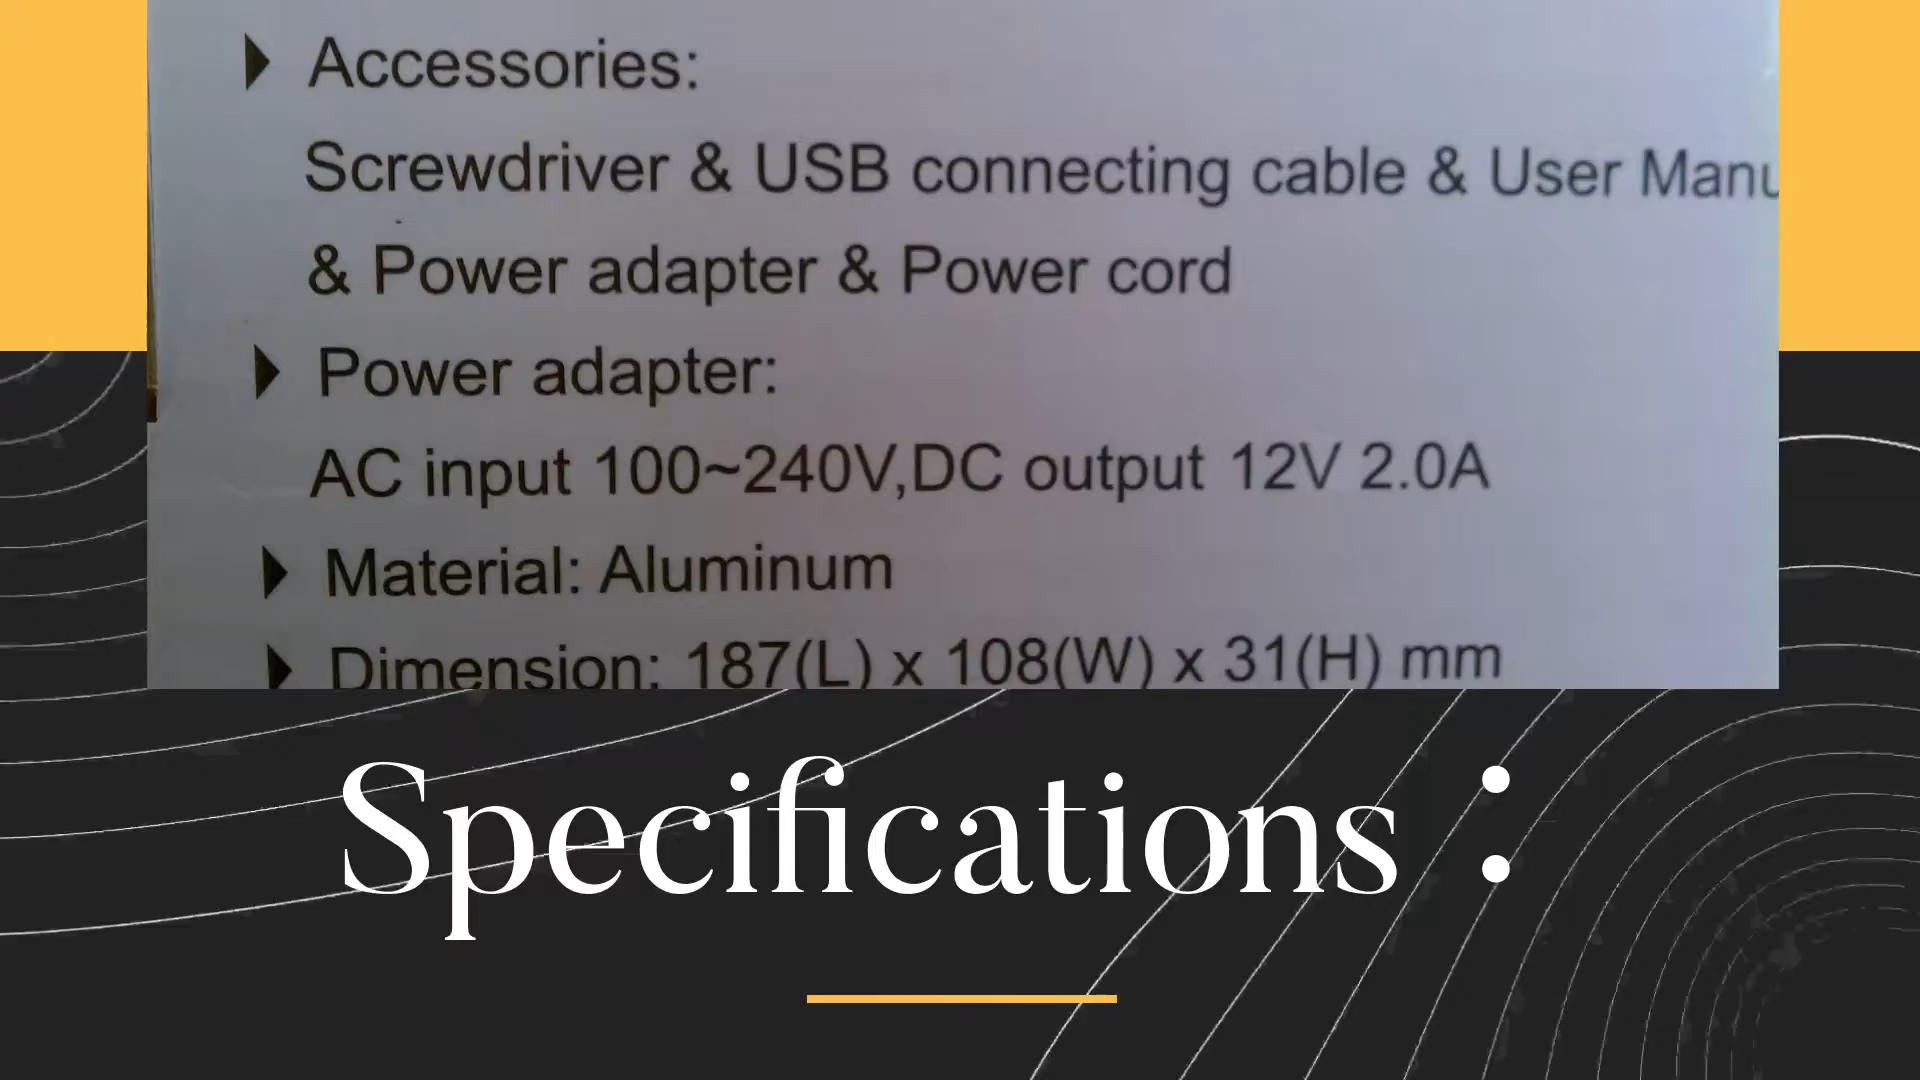 Accessories:
Screwdriver & USB connecting cable & User Manu
& Power adapter & Power cord
Power adapter:
AC input 100~240V,DC output 12V 2.0A
Material: Aluminum
Dimension: 187(L) x 108(W) x 31(H) mm
Specifications :